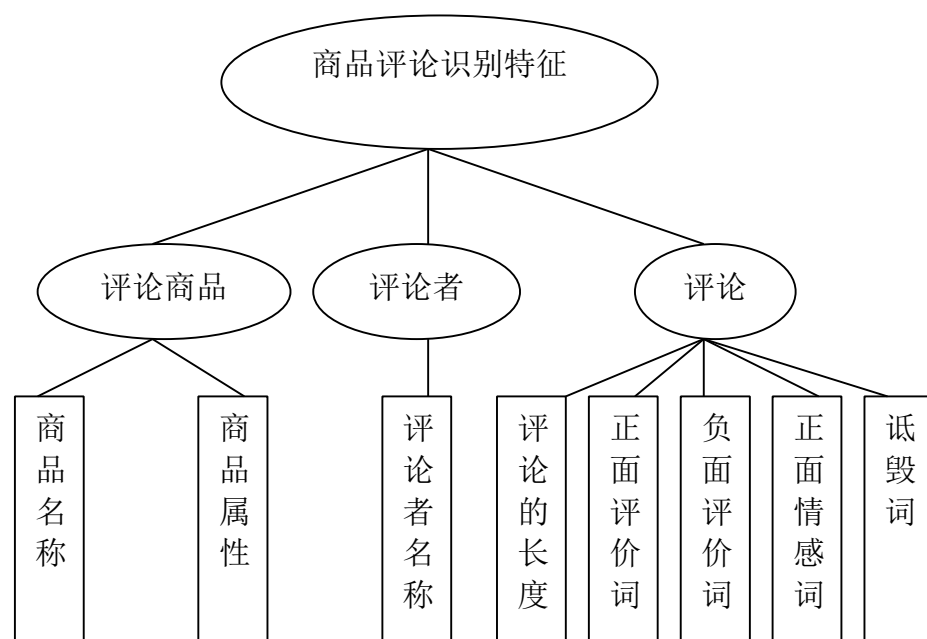 商品评论识别特征
评论商品
评论者
评论
商品名称
商品属性
评论者名称
评论的长度
正面评价词
负面评价词
正面情感词
诋毁词